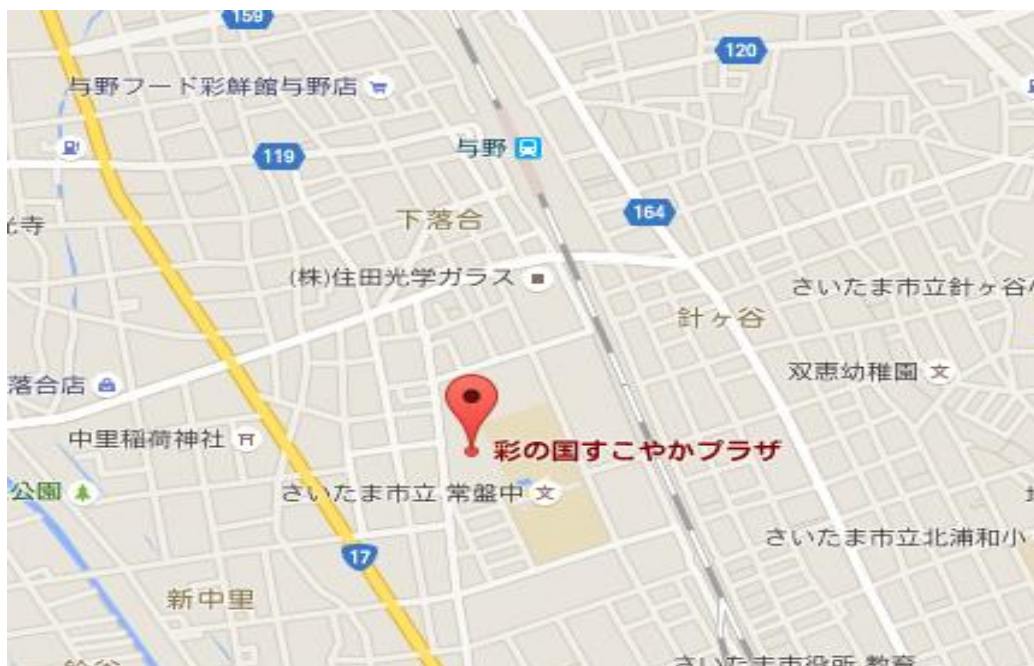 159
120
与野フード彩鮮館与野店
119
与野
164
下落合
(株)住田光学ガラス
さいたま市立針ヶ谷
針ヶ谷
落合店
双恵幼稚園
文
中里稲荷神社
彩の国すこやかプラザ
公園
さいたま市立 常盤中
文
さいたま市立北浦和小
17
新中里